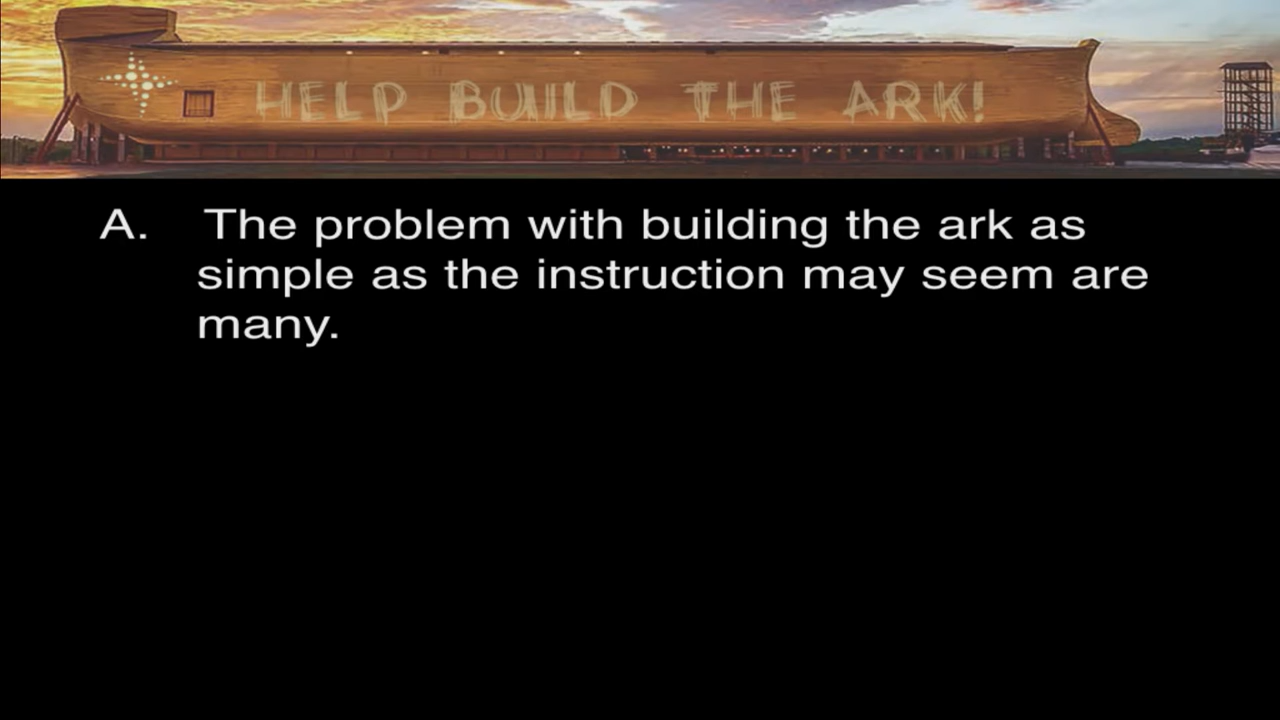 HELP BUILD THE ARK!
A. The problem with building the ark as
simple as the instruction may seem are
many.